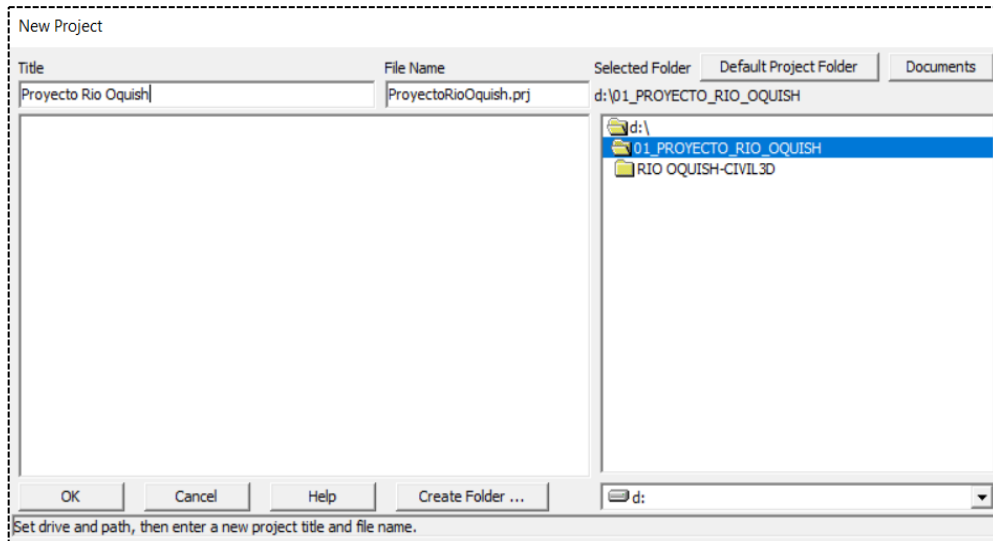 New Project
Title File Name Selected Folder Default Project Folder Documents
Proyecto Rio Oquish ProyectoRioOquish.prj d:\01_PROYECTO_RIO_OQUISH
d:\
01_PROYECTO_RIO_OQUISH
RIO OQUISH-CIVIL3D
OK Cancel Help Create Folder ... d:
Set drive and path, then enter a new project title and file name.